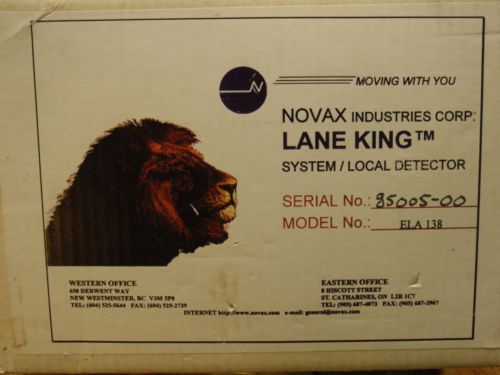 MOVING WITH YOU
NOVAX INDUSTRIES CORP.
LANE KING™
SYSTEM / LOCAL DETECTOR
SERIAL No.: 95005-00
MODEL No.: ELA 138
WESTERN OFFICE
658 DERWENT WAY
NEW WESTMINSTER, BC V3M 5P8
TEL: (604) 525-5644 FAX: (604) 525-2739
EASTERN OFFICE
8 HISCOTT STREET
ST. CATHARINES, ON L2R 1C7
TEL: (905) 687-4073 FAX: (905) 687-3967
INTERNET http://www.novax.com e-mail: general@novax.com